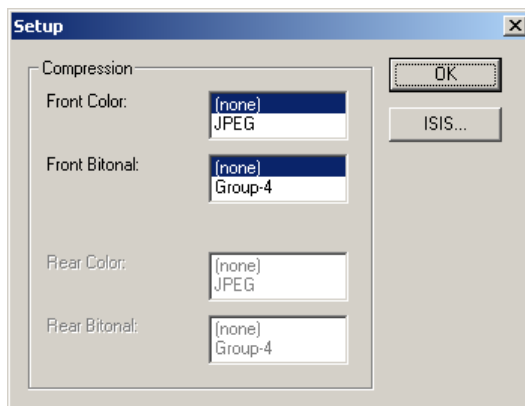 Setup
Compression
OK
Front Color:
(none)
JPEG
ISIS...
Front Bitonal:
(none)
Group-4
Rear Color:
(none)
JPEG
Rear Bitonal:
(none)
Group-4